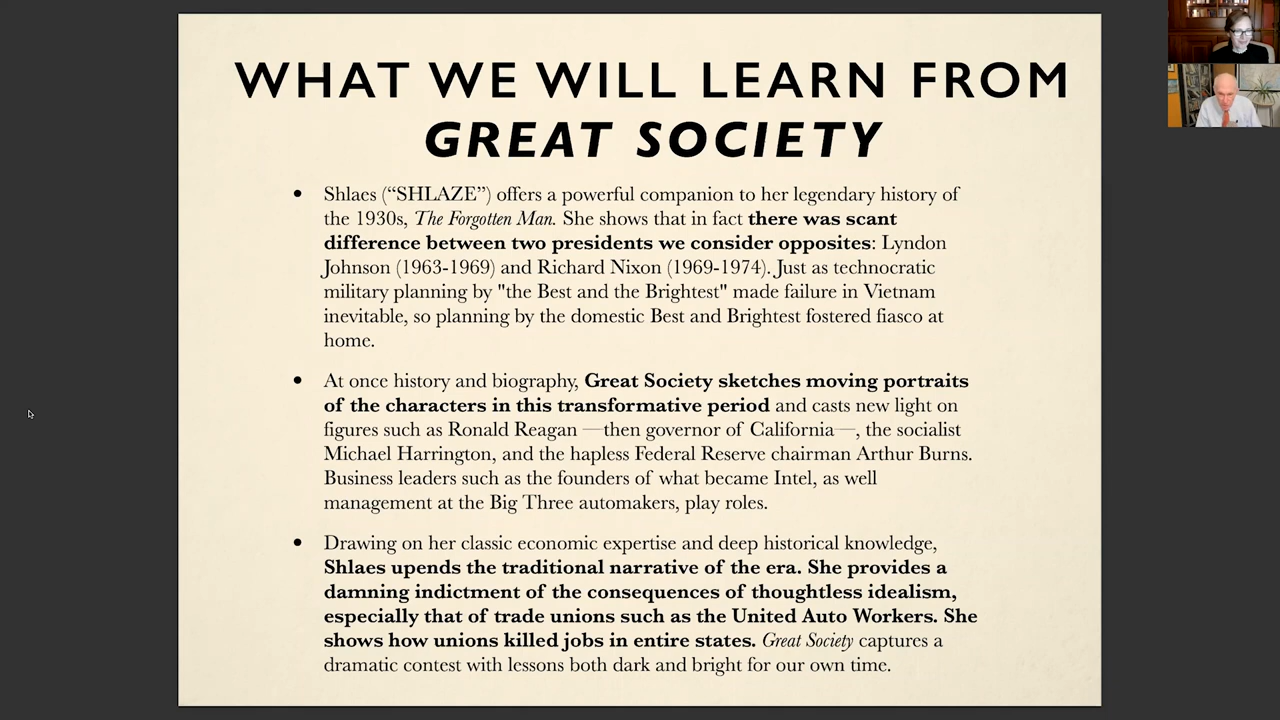 WHAT WE WILL LEARN FROM
GREAT SOCIETY
• Shlaes (“SHLAZE”) offers a powerful companion to her legendary history of
the 1930s, The Forgotten Man. She shows that in fact there was scant
difference between two presidents we consider opposites: Lyndon
Johnson (1963-1969) and Richard Nixon (1969-1974). Just as technocratic
military planning by "the Best and the Brightest" made failure in Vietnam
inevitable, so planning by the domestic Best and Brightest fostered fiasco at
home.
• At once history and biography, Great Society sketches moving portraits
of the characters in this transformative period and casts new light on
figures such as Ronald Reagan —then governor of California—, the socialist
Michael Harrington, and the hapless Federal Reserve chairman Arthur Burns.
Business leaders such as the founders of what became Intel, as well
management at the Big Three automakers, play roles.
• Drawing on her classic economic expertise and deep historical knowledge,
Shlaes upends the traditional narrative of the era. She provides a
damning indictment of the consequences of thoughtless idealism,
especially that of trade unions such as the United Auto Workers. She
shows how unions killed jobs in entire states. Great Society captures a
dramatic contest with lessons both dark and bright for our own time.